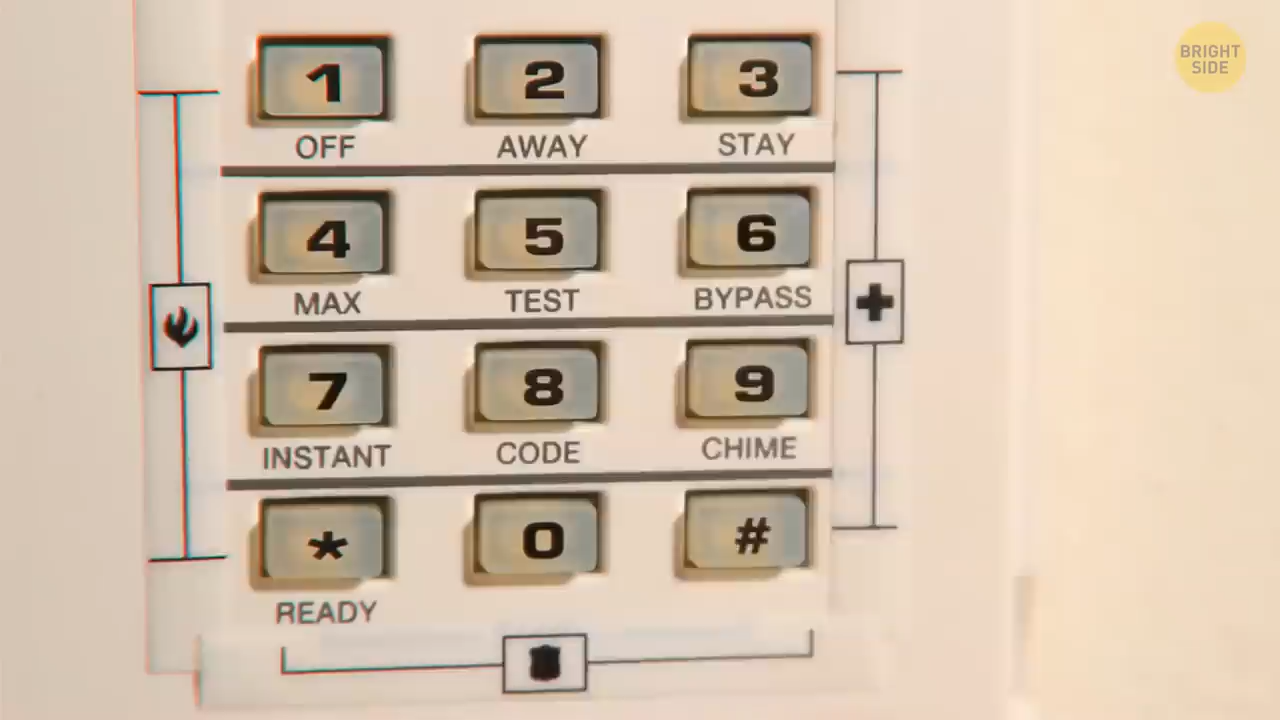 BRIGHT
SIDE
1 2 3
OFF AWAY STAY
4 5 6
MAX TEST BYPASS
7 8 9
INSTANT CODE CHIME
* 0 #
READY